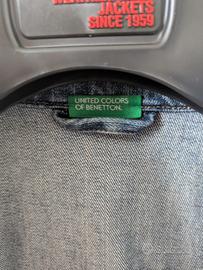 JACKETS
SINCE 1959
UNITED COLORS
OF BENETTON.